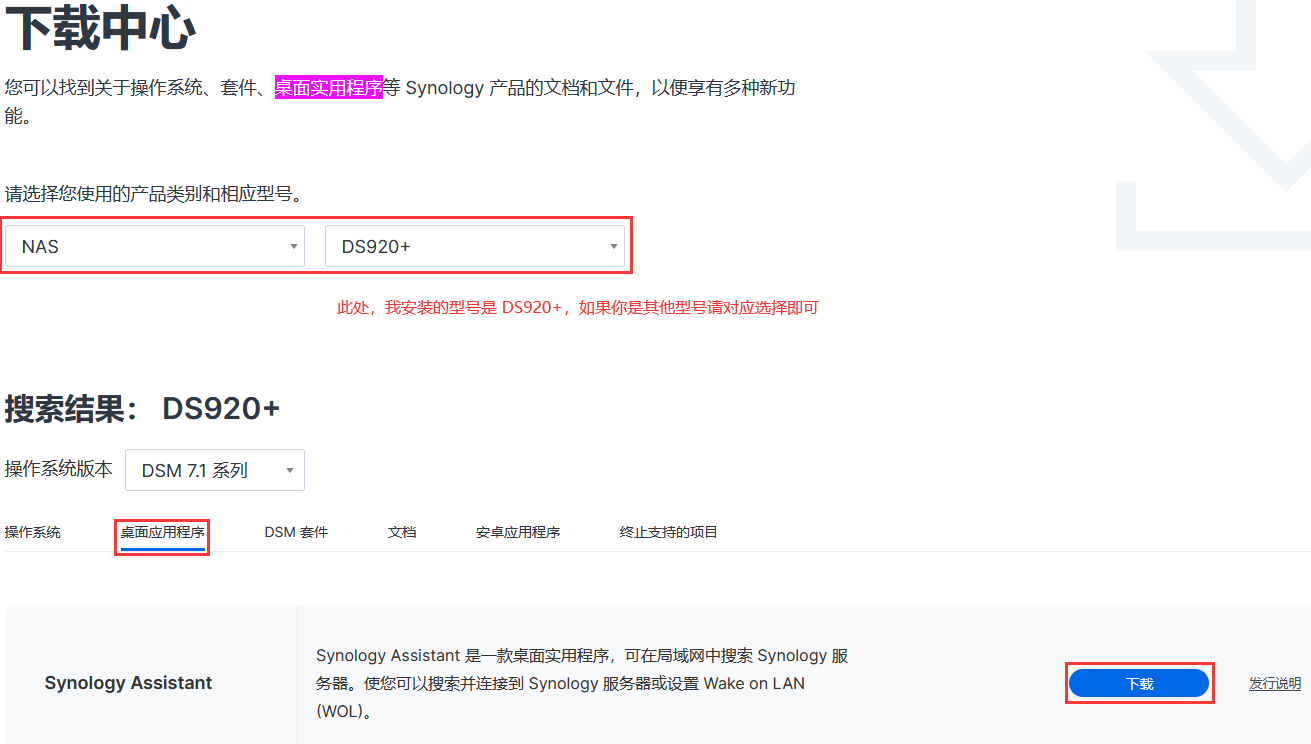 下载中心
您可以找到关于操作系统、套件、桌面实用程序等 Synology 产品的文档和文件，以便享有多种新功
能。
请选择您使用的产品类别和相应型号。
NAS DS920+
此处，我安装的型号是 DS920+，如果你是其他型号请对应选择即可
搜索结果： DS920+
操作系统版本 DSM 7.1 系列
操作系统 桌面应用程序 DSM 套件 文档 安卓应用程序 终止支持的项目
Synology Assistant
Synology Assistant 是一款桌面实用程序，可在局域网中搜索 Synology 服
务器。使您可以搜索并连接到 Synology 服务器或设置 Wake on LAN
(WOL)。
下载 发行说明